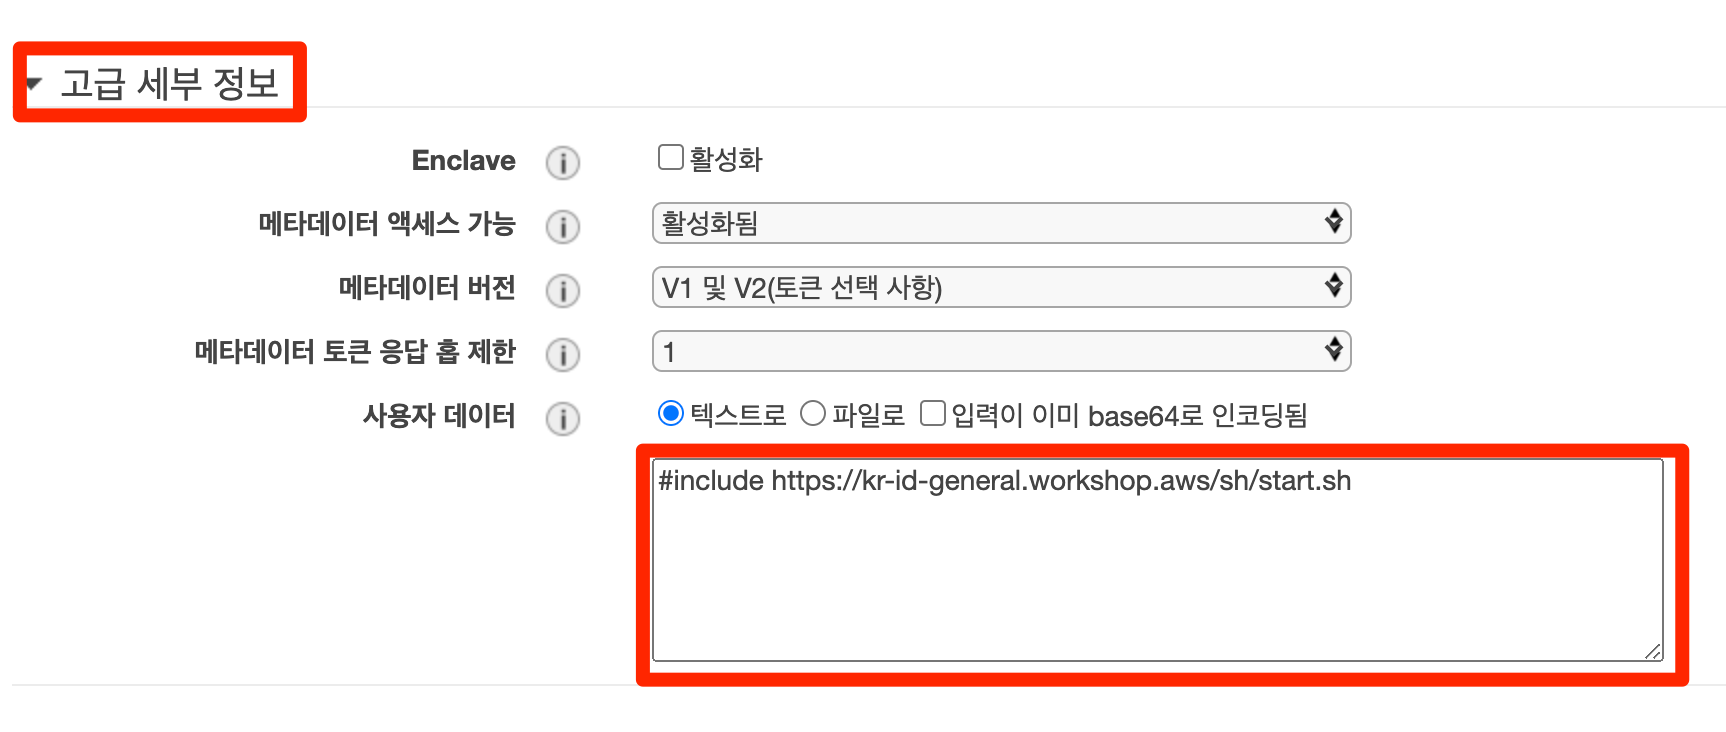 고급 세부 정보
Enclave 활성화
메타데이터 액세스 가능 활성화됨
메타데이터 버전 V1 및 V2(토큰 선택 사항)
메타데이터 토큰 응답 홉 제한 1
사용자 데이터 텍스트로 파일로 입력이 이미 base64로 인코딩됨
#include https://kr-id-general.workshop.aws/sh/start.sh